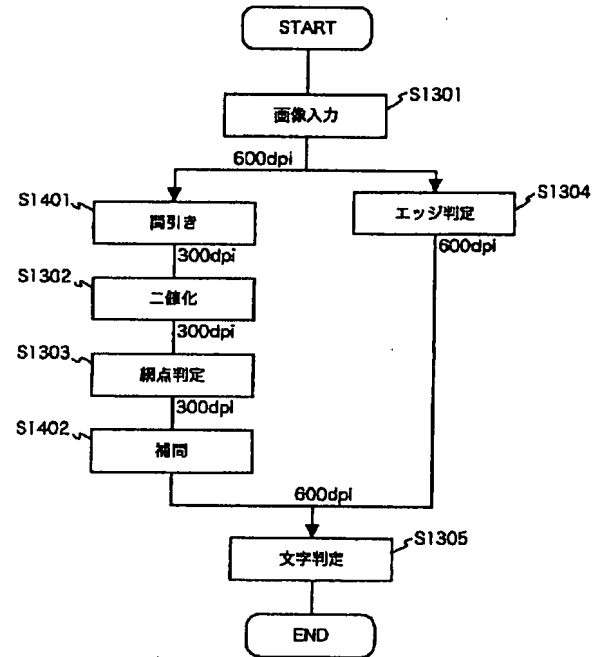 START
S1301
画像入力
600dpi
S1401
間引き
S1304
エッジ判定
300dpi
600dpi
S1302
二値化
300dpi
S1303
網点判定
300dpi
S1402
補間
600dpi
S1305
文字判定
END